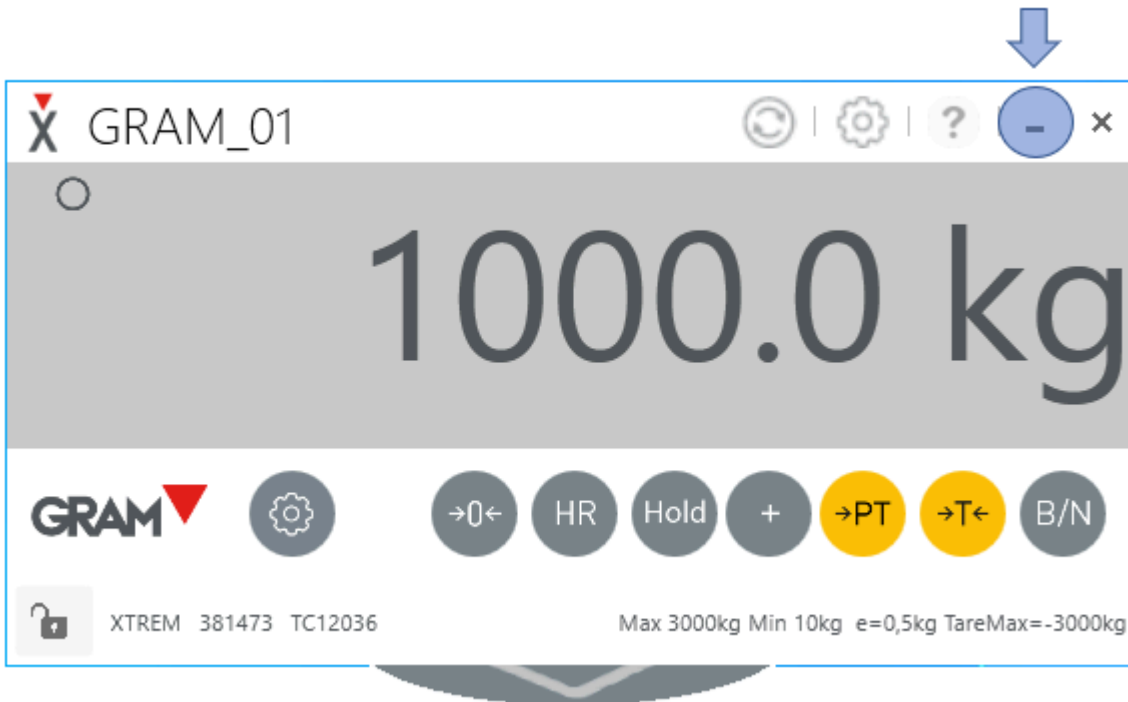 GRAM_01 ? - ×
1000.0 kg
GRAM →0← HR Hold + →PT →T← B/N
XTREM 381473 TC12036 Max 3000kg Min 10kg e=0,5kg TareMax=-3000kg